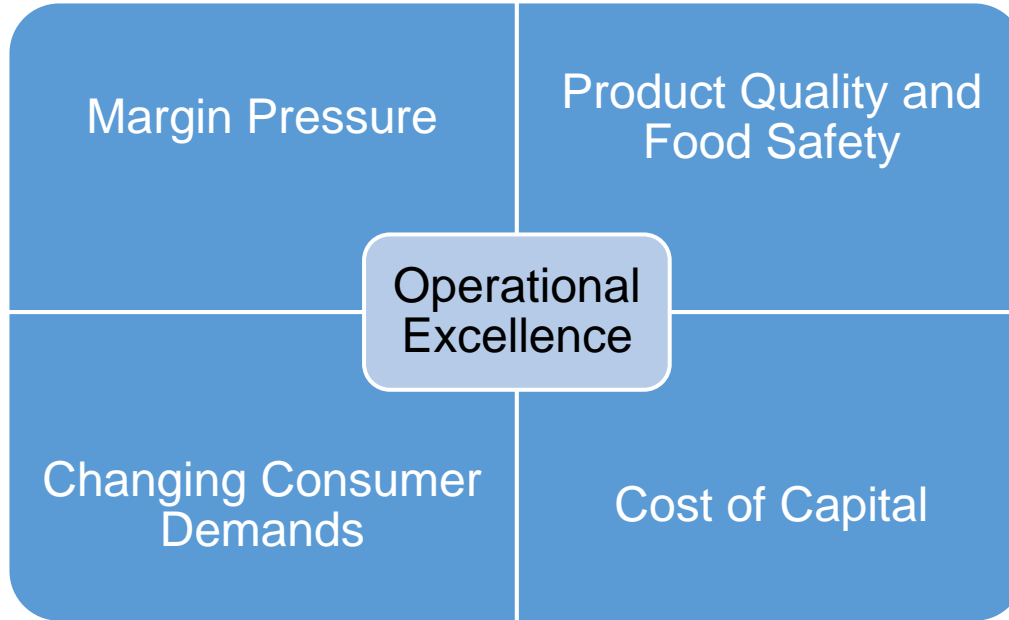 Margin Pressure
Product Quality and
Food Safety
Operational
Excellence
Changing Consumer
Demands
Cost of Capital